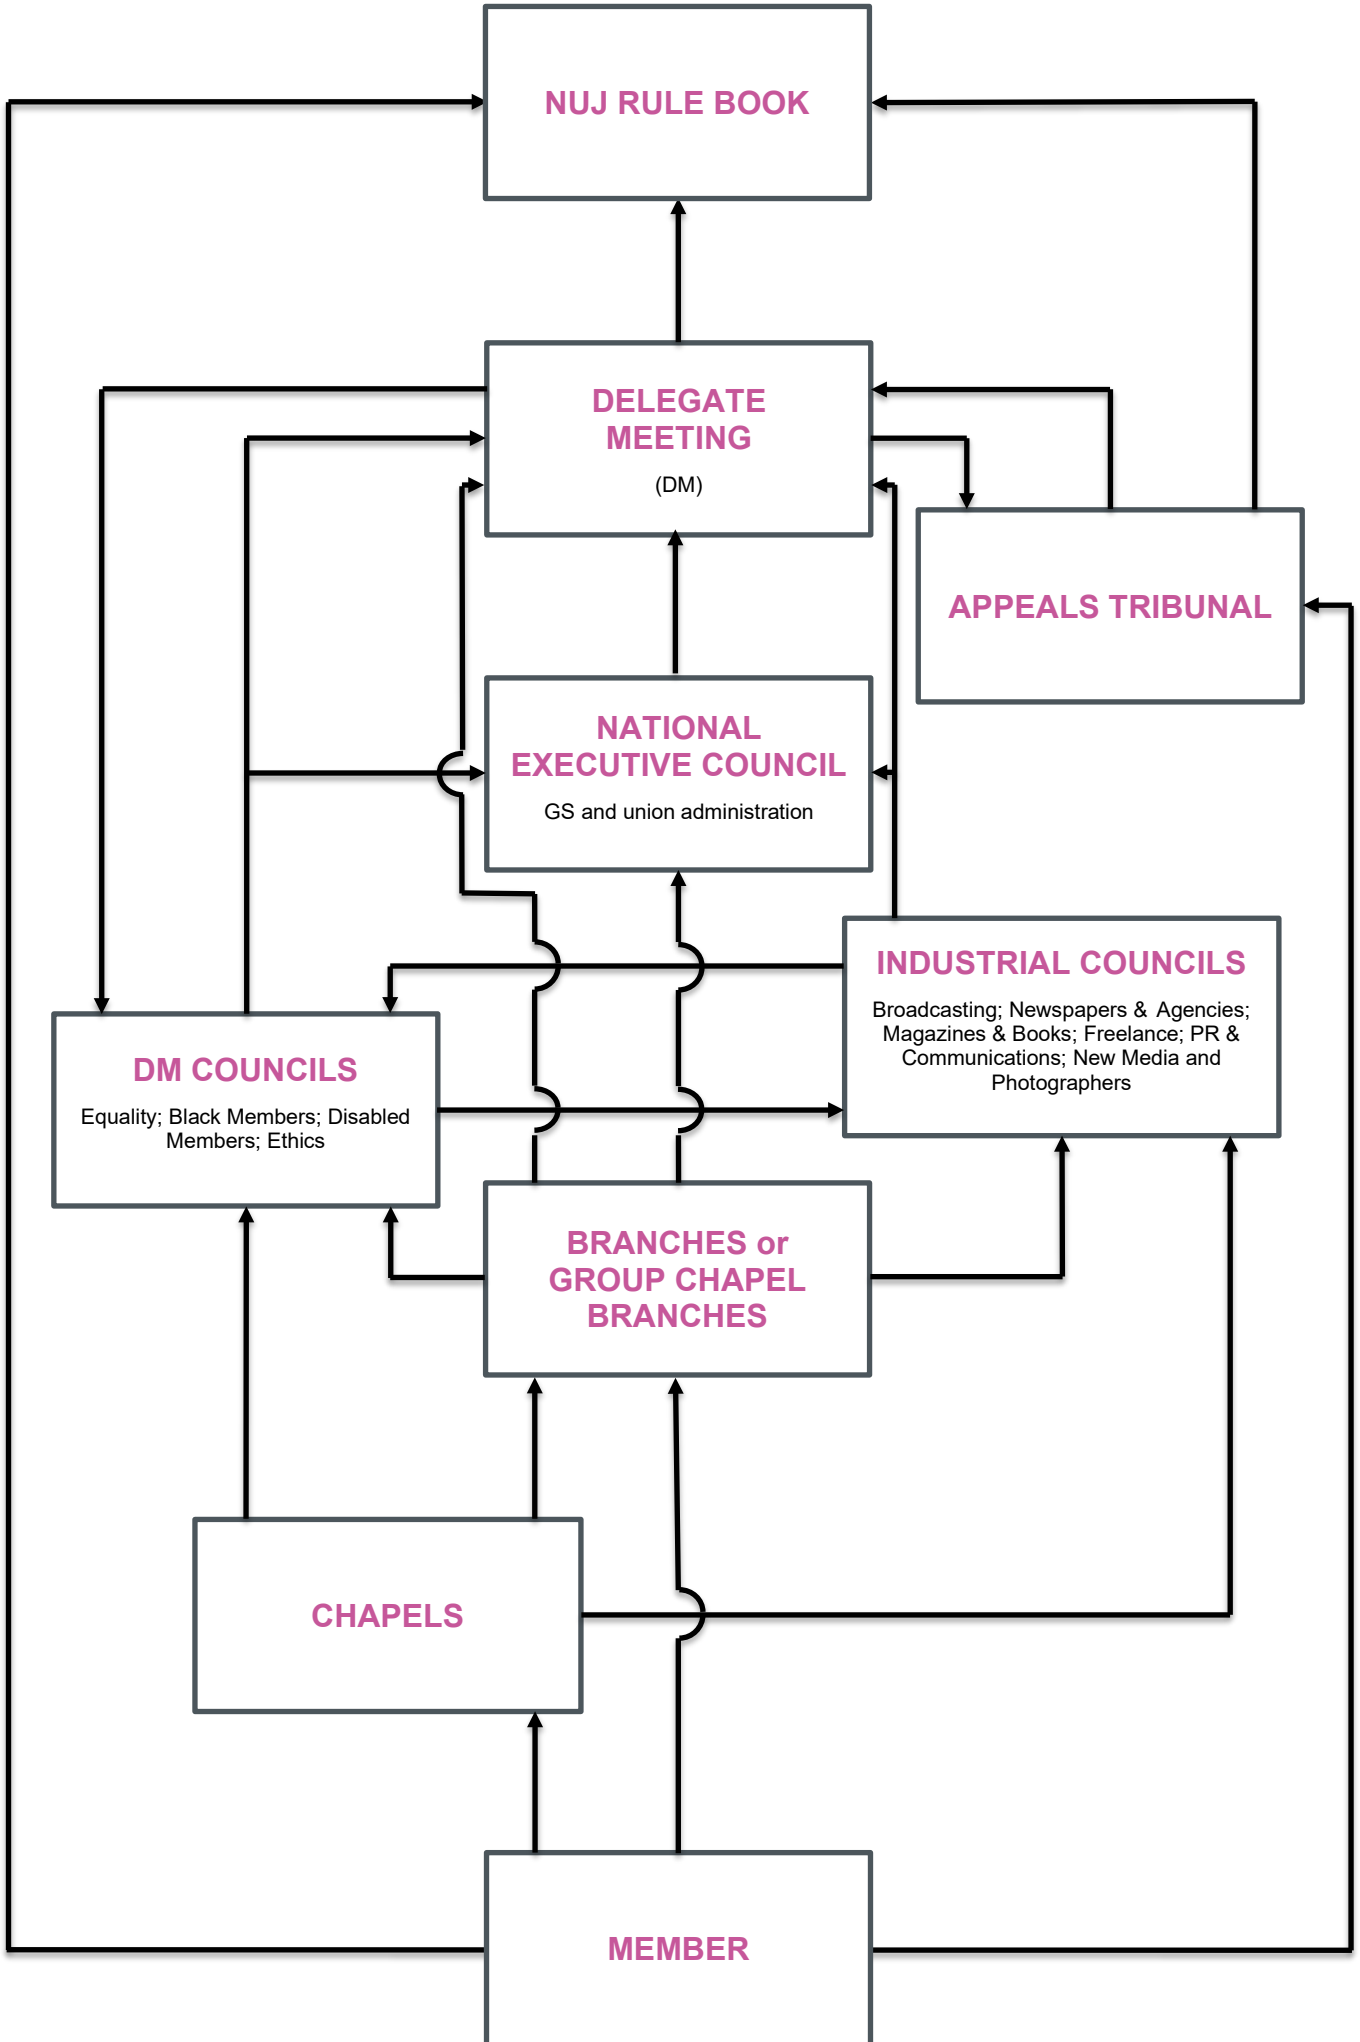 NUJ RULE BOOK
DELEGATE
MEETING
(DM)
APPEALS TRIBUNAL
NATIONAL
EXECUTIVE COUNCIL
GS and union administration
INDUSTRIAL COUNCILS
Broadcasting; Newspapers & Agencies;
Magazines & Books; Freelance; PR &
Communications; New Media and
Photographers
DM COUNCILS
Equality; Black Members; Disabled
Members; Ethics
BRANCHES or
GROUP CHAPEL
BRANCHES
CHAPELS
MEMBER